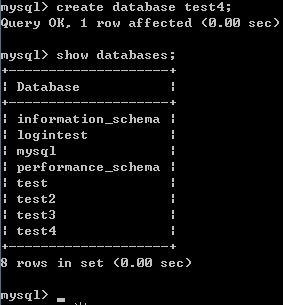 mysql> create database test4;
Query OK, 1 row affected (0.00 sec)
mysql> show databases;
+--------------------+
| Database           |
+--------------------+
| information_schema |
| logintest          |
| mysql              |
| performance_schema |
| test               |
| test2              |
| test3              |
| test4              |
+--------------------+
8 rows in set (0.00 sec)
mysql> _